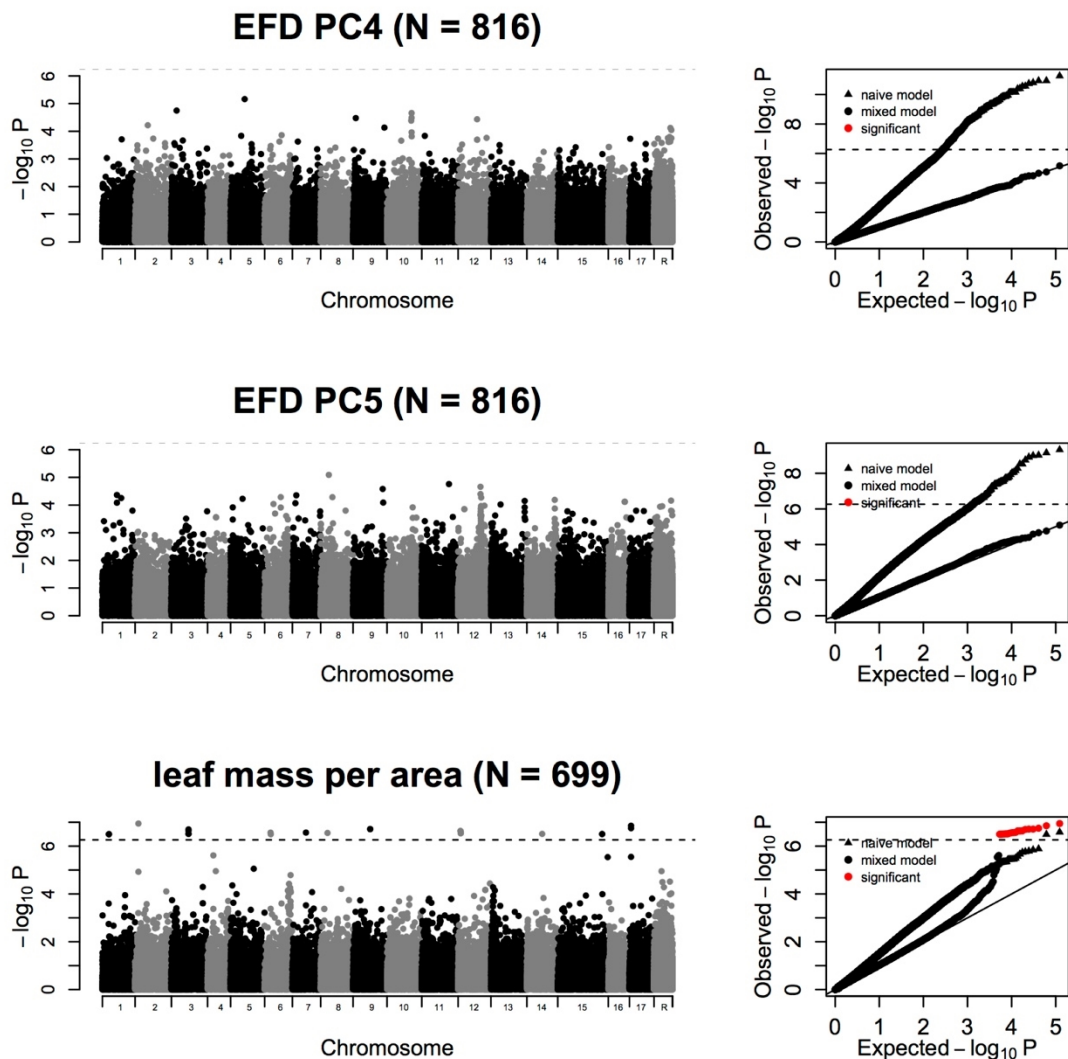 EFD PC4 (N = 816)
− log₁₀ P
6
5
4
3
2
1
0
1 2 3 4 5 6 7 8 9 10 11 12 13 14 15 16 17 R
Chromosome
Observed − log₁₀ P
8
4
0
naive model
mixed model
significant
0 1 2 3 4 5
Expected − log₁₀ P
EFD PC5 (N = 816)
− log₁₀ P
6
5
4
3
2
1
0
1 2 3 4 5 6 7 8 9 10 11 12 13 14 15 16 17 R
Chromosome
Observed − log₁₀ P
8
6
4
2
0
naive model
mixed model
significant
0 1 2 3 4 5
Expected − log₁₀ P
leaf mass per area (N = 699)
− log₁₀ P
6
4
2
0
1 2 3 4 5 6 7 8 9 10 11 12 13 14 15 16 17 R
Chromosome
Observed − log₁₀ P
6
4
2
0
naive model
mixed model
significant
0 1 2 3 4 5
Expected − log₁₀ P